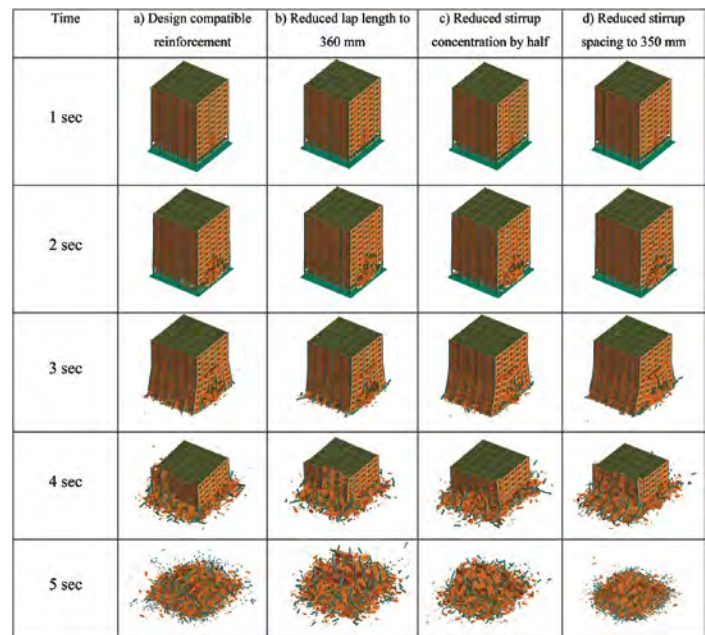 Time
a) Design compatible
reinforcement
b) Reduced lap length to
360 mm
c) Reduced stirrup
concentration by half
d) Reduced stirrup
spacing to 350 mm
1 sec
2 sec
3 sec
4 sec
5 sec